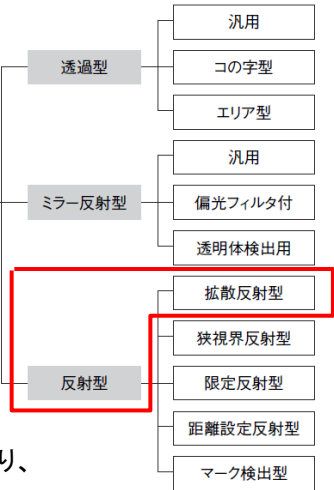 汎用
透過型
コの字型
エリア型
汎用
ミラー反射型
偏光フィルタ付
透明体検出用
拡散反射型
狭視界反射型
反射型
限定反射型
距離設定反射型
マーク検出型
り、